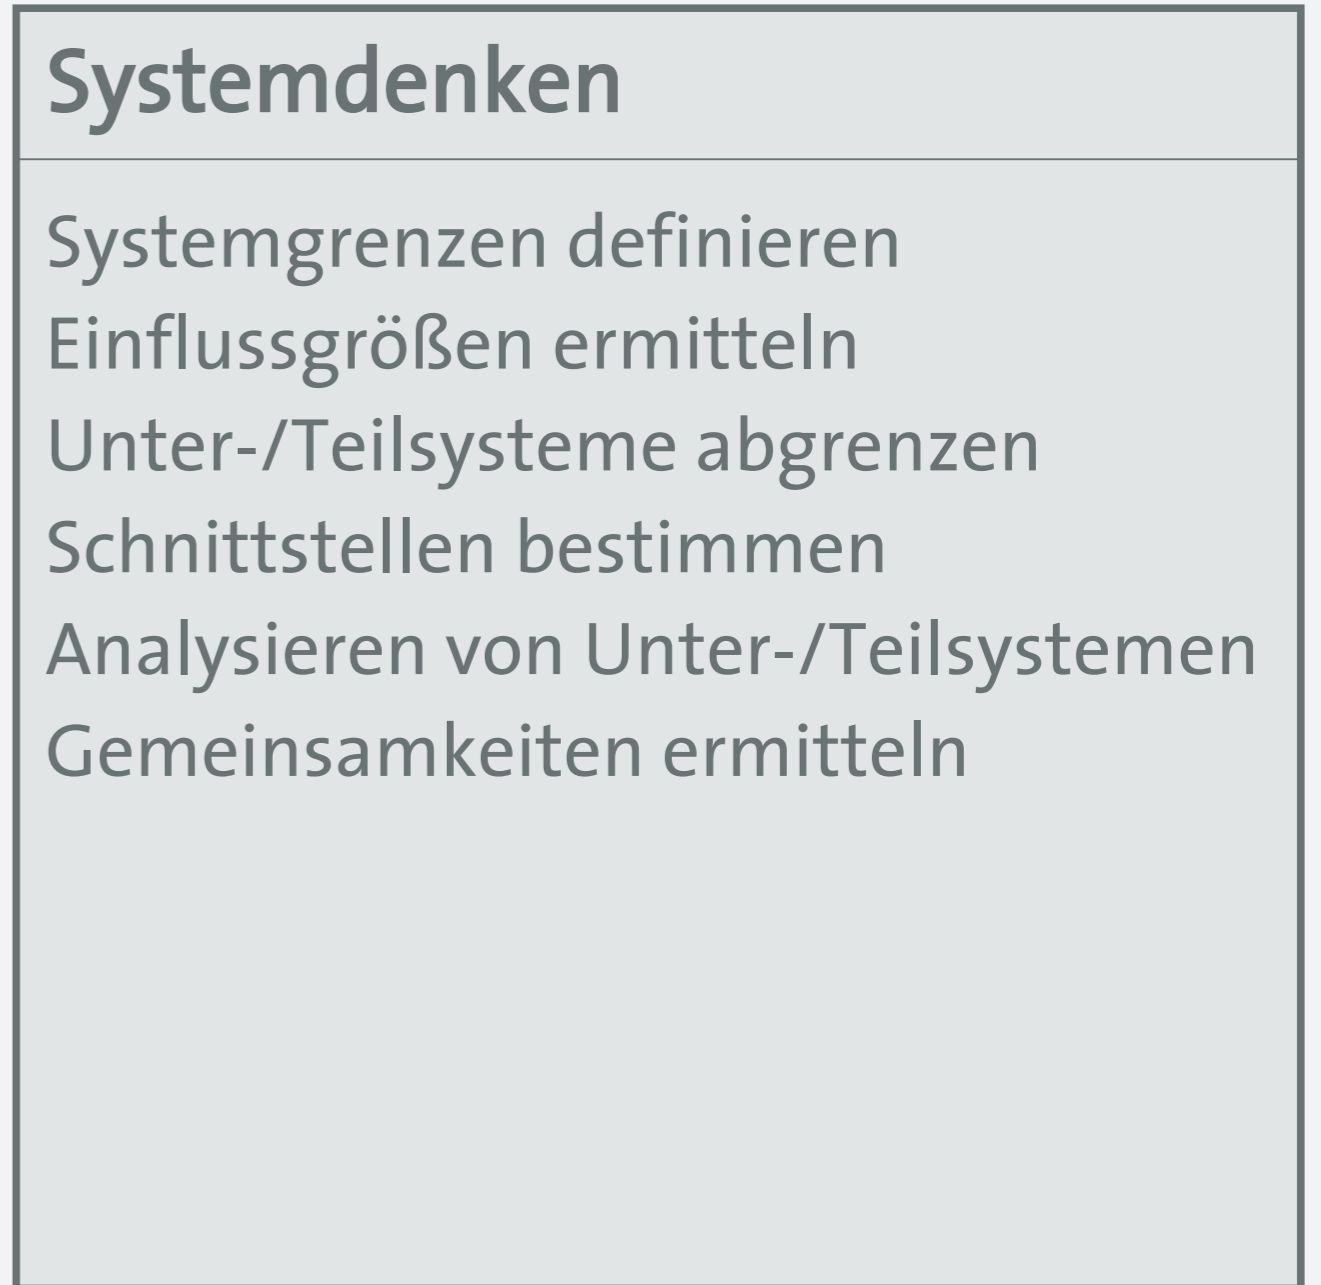 Systemdenken
Systemgrenzen definieren
Einflussgrößen ermitteln
Unter-/Teilsysteme abgrenzen
Schnittstellen bestimmen
Analysieren von Unter-/Teilsystemen
Gemeinsamkeiten ermitteln